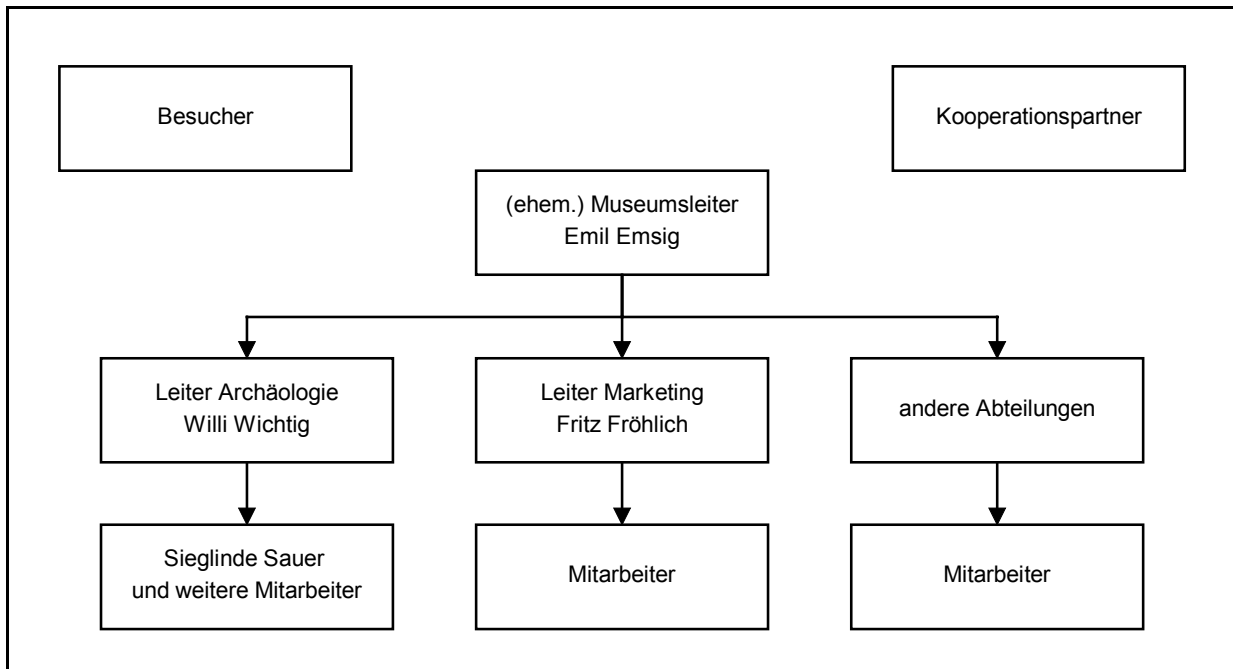 Besucher
Kooperationspartner
(ehem.) Museumsleiter
Emil Emsig
Leiter Archäologie
Willi Wichtig
Leiter Marketing
Fritz Fröhlich
andere Abteilungen
Sieglinde Sauer
und weitere Mitarbeiter
Mitarbeiter
Mitarbeiter